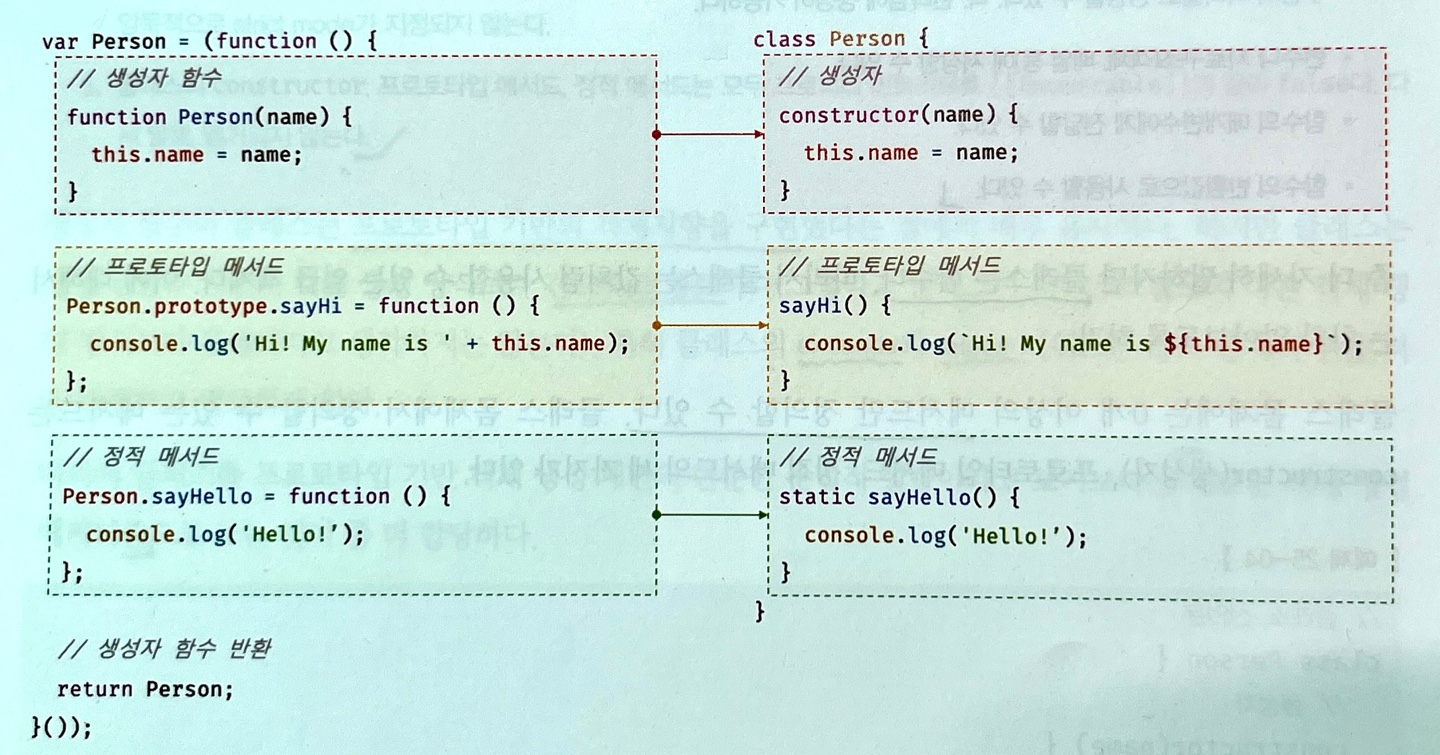 var Person = (function () {
// 생성자 함수
function Person(name) {
this.name = name;
}
// 프로토타입 메서드
Person.prototype.sayHi = function () {
console.log('Hi! My name is ' + this.name);
};
// 정적 메서드
Person.sayHello = function () {
console.log('Hello!');
};
// 생성자 함수 반환
return Person;
}());
class Person {
// 생성자
constructor(name) {
this.name = name;
}
// 프로토타입 메서드
sayHi() {
console.log(`Hi! My name is ${this.name}`);
}
// 정적 메서드
static sayHello() {
console.log('Hello!');
}
}